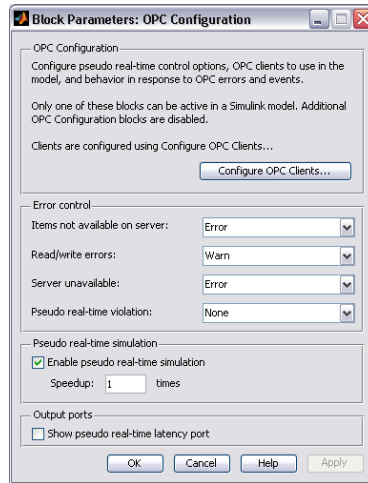 Block Parameters: OPC Configuration
OPC Configuration
Configure pseudo real-time control options, OPC clients to use in the
model, and behavior in response to OPC errors and events.
Only one of these blocks can be active in a Simulink model. Additional
OPC Configuration blocks are disabled.
Clients are configured using Configure OPC Clients...
Configure OPC Clients...
Error control
Items not available on server: Error
Read/write errors: Warn
Server unavailable: Error
Pseudo real-time violation: None
Pseudo real-time simulation
Enable pseudo real-time simulation
Speedup: 1 times
Output ports
Show pseudo real-time latency port
OK Cancel Help Apply